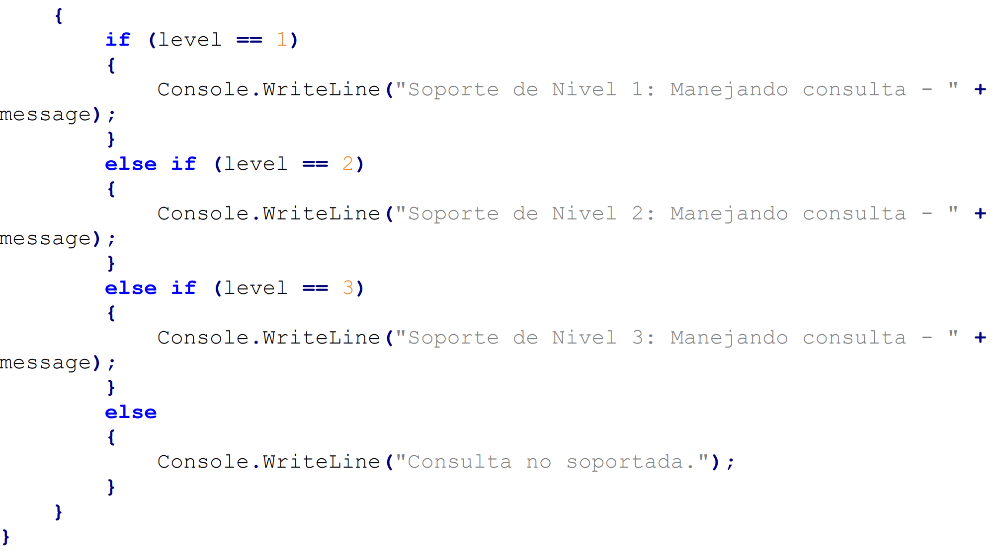 {
if (level == 1)
{
Console.WriteLine("Soporte de Nivel 1: Manejando consulta - " +
message);
}
else if (level == 2)
{
Console.WriteLine("Soporte de Nivel 2: Manejando consulta - " +
message);
}
else if (level == 3)
{
Console.WriteLine("Soporte de Nivel 3: Manejando consulta - " +
message);
}
else
{
Console.WriteLine("Consulta no soportada.");
}
}
}